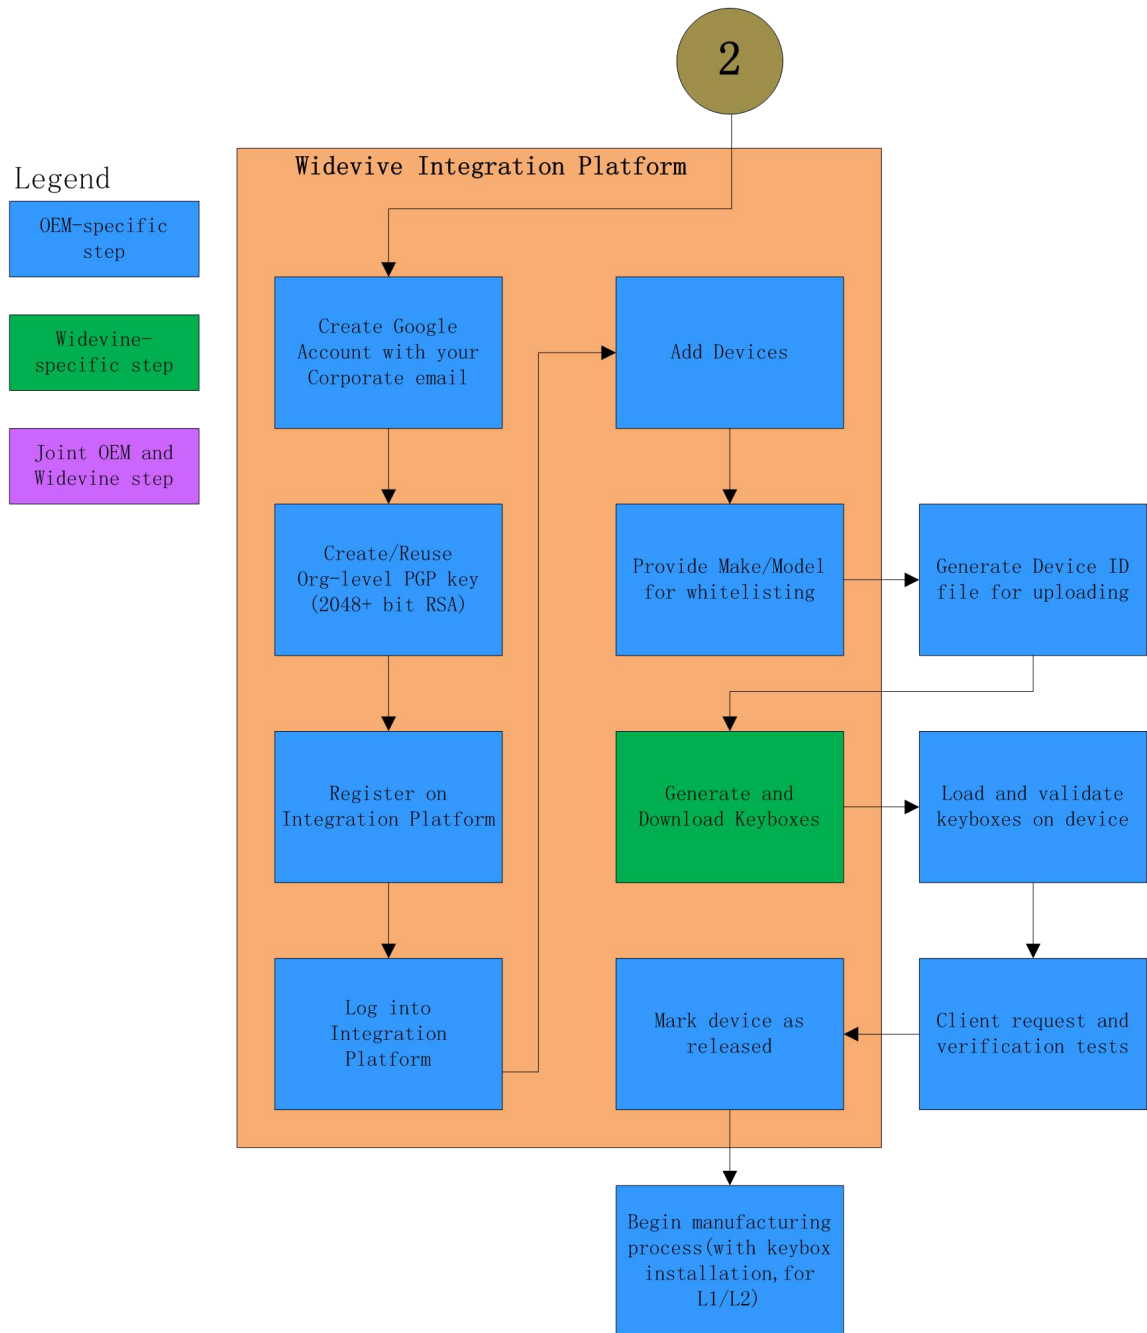 2
Widevive Integration Platform
Legend
OEM-specific
step
Widevine-
specific step
Joint OEM and
Widevine step
Create Google
Account with your
Corporate email
Create/Reuse
Org-level PGP key
(2048+ bit RSA)
Register on
Integration Platform
Log into
Integration
Platform
Add Devices
Provide Make/Model
for whitelisting
Generate Device ID
file for uploading
Generate and
Download Keyboxes
Load and validate
keyboxes on device
Client request and
verification tests
Mark device as
released
Begin manufacturing
process(with keybox
installation,for
L1/L2)